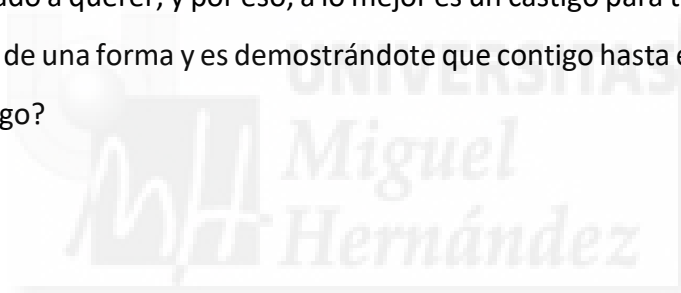 ado a querer, y por eso, a lo mejor es un castigo para t
de una forma y es demostrándote que contigo hasta e
go?
UNIVERSITAS
Miguel
Hernández